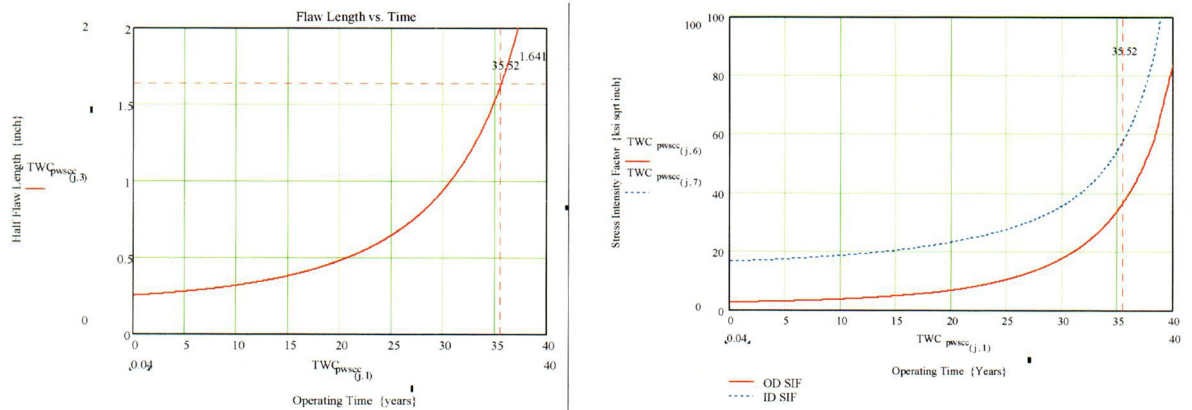 Flaw Length vs. Time
2
2
1.641
35.52
1.5
TWC pwscc (j,3)
1
Half Flaw Length {inch}
0.5
0
0
0 5 10 15 20 25 30 35 40
0.04
TWC pwscc (j,1)
40
Operating Time {years}
100
100
35.52
80
TWC pwscc (j,6)
60
TWC pwscc (j,7)
Stress Intensity Factor {ksi sqrt inch}
40
20
0
0
0 5 10 15 20 25 30 35 40
0.04
TWC pwscc (j,1)
40
Operating Time {Years}
OD SIF
ID SIF